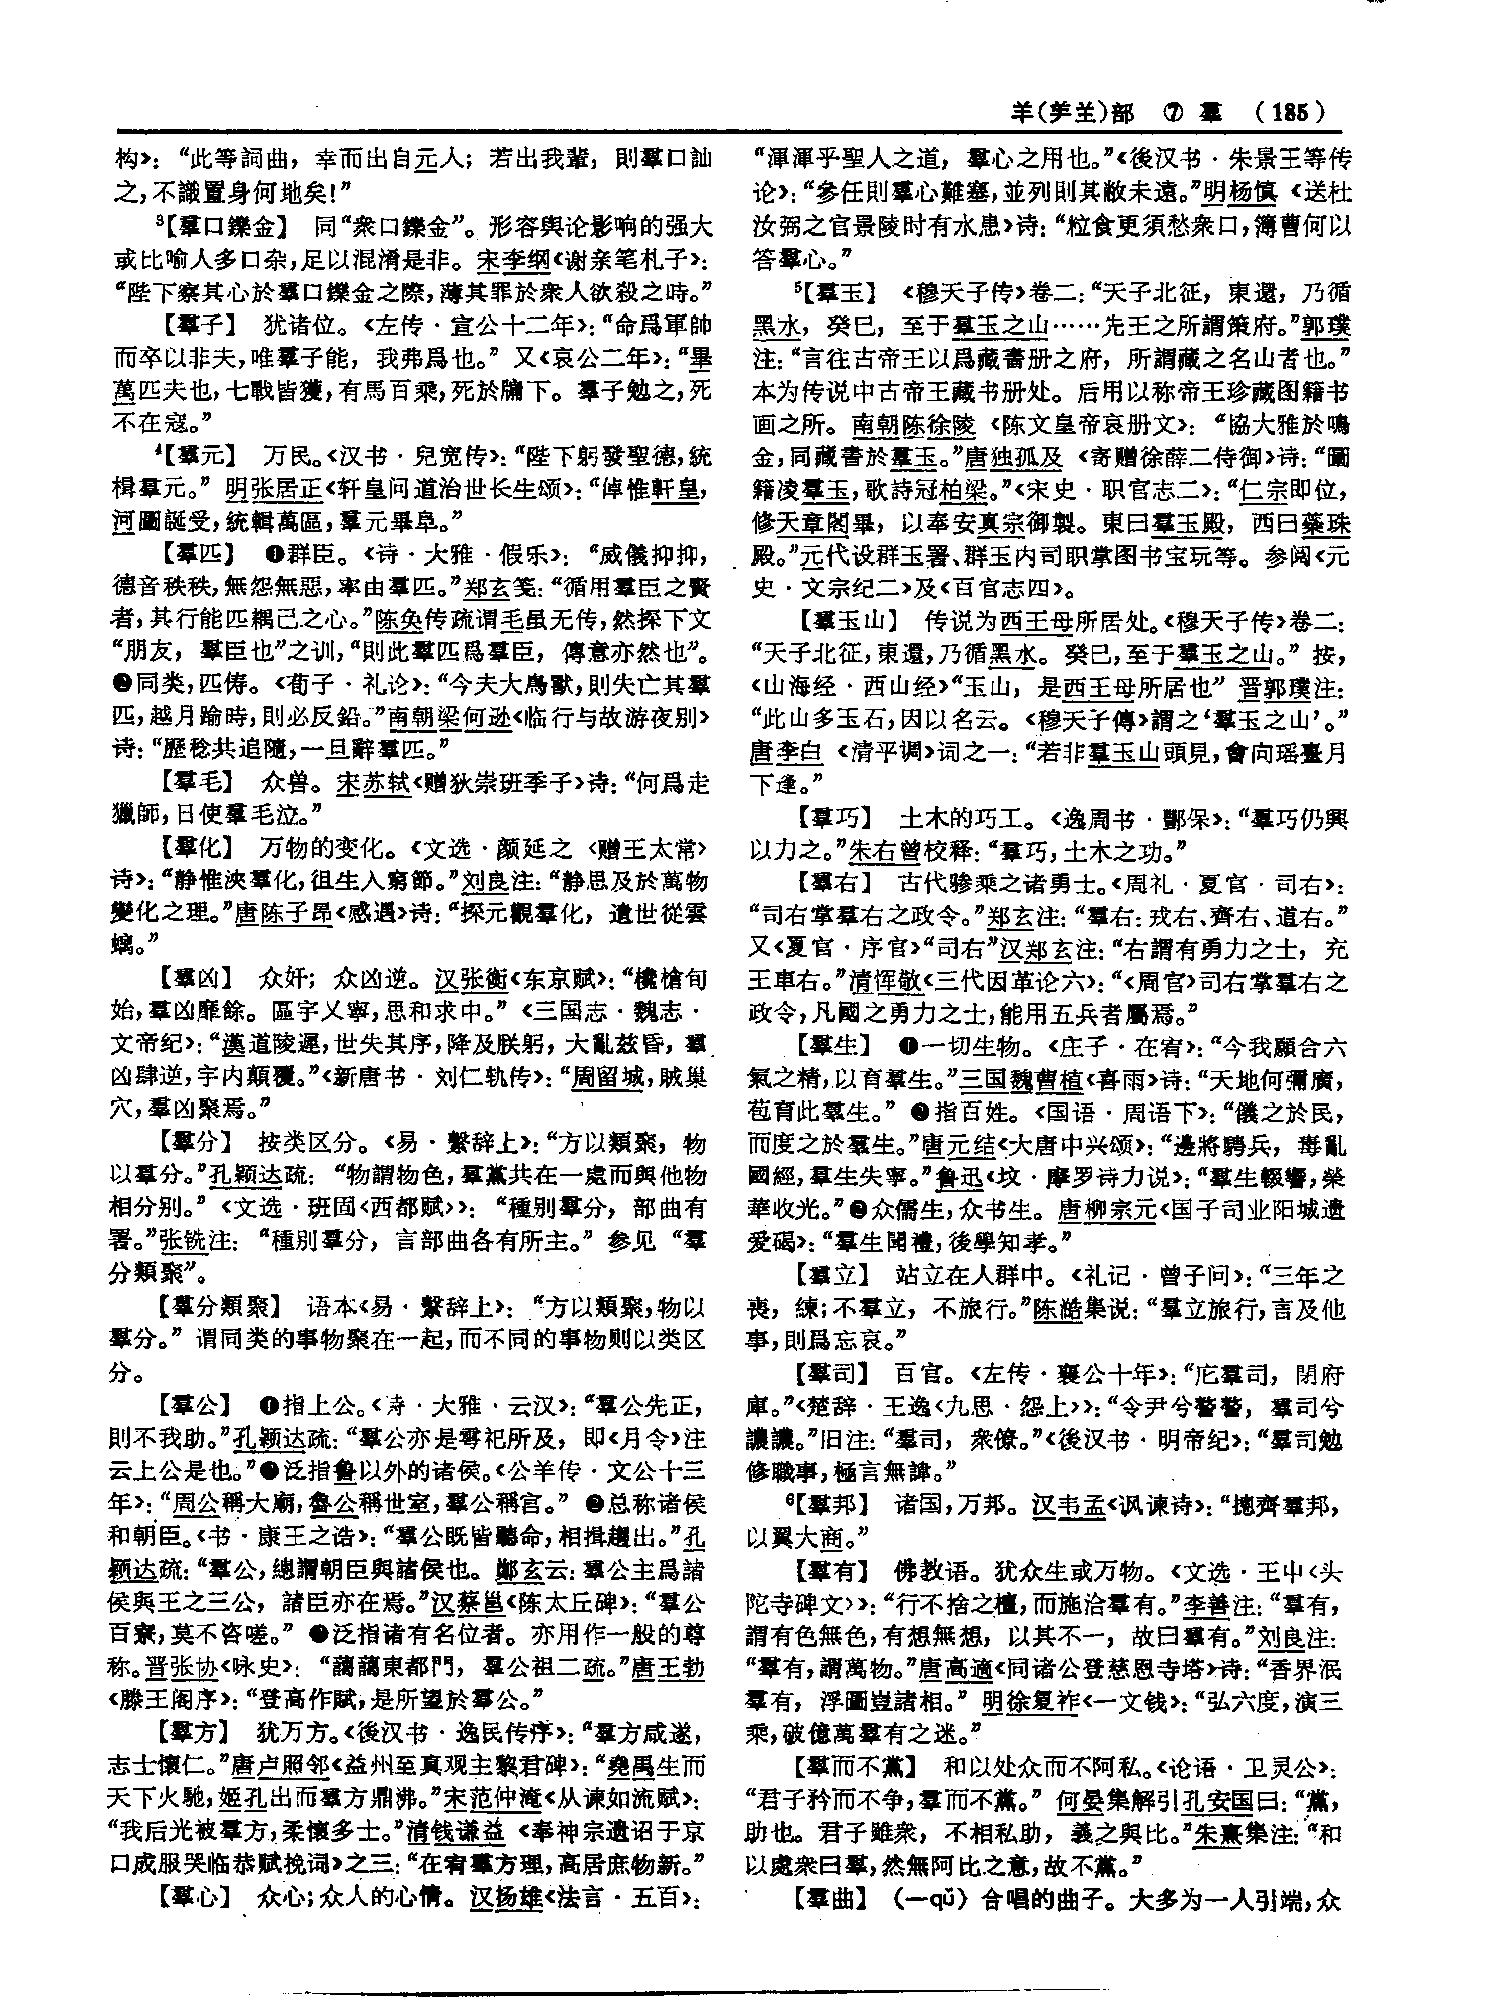 羊(⺷⺸)部 ⑦ 羣 (185)
构》：“此等詞曲，幸而出自元人；若出我輩，則羣口訕
之，不識置身何地矣！”
³【羣口鑠金】 同“衆口鑠金”。形容舆论影响的强大
或比喻人多口杂，足以混淆是非。宋李纲《谢亲笔札子》：
“陛下察其心於羣口鑠金之際，薄其罪於衆人欲殺之時。”
【羣子】 犹诸位。《左传·宣公十二年》：“命爲軍帥
而卒以非夫，唯羣子能，我弗爲也。” 又《哀公二年》：“畢
萬匹夫也，七戰皆獲，有馬百乘，死於牖下。羣子勉之，死
不在寇。”
⁴【羣元】 万民。《汉书·兒宽传》：“陛下躬發聖德，統
楫羣元。” 明张居正《轩皇问道治世长生颂》：“倬惟軒皇，
河圖誕受，統輯萬區，羣元畢阜。”
【羣匹】 ❶群臣。《诗·大雅·假乐》：“威儀抑抑，
德音秩秩，無怨無惡，率由羣匹。”郑玄笺：“循用羣臣之賢
者，其行能匹耦己之心。”陈奂传疏谓毛虽无传，然探下文
“朋友，羣臣也”之训，“則此羣匹爲羣臣，傳意亦然也”。
❷同类，匹俦。《荀子·礼论》：“今夫大鳥獸，則失亡其羣
匹，越月踰時，則必反鉛。”南朝梁何逊《临行与故游夜别》
诗：“歷稔共追隨，一旦辭羣匹。”
【羣毛】 众兽。宋苏轼《赠狄崇班季子》诗：“何爲走
獵師，日使羣毛泣。”
【羣化】 万物的变化。《文选·颜延之〈赠王太常〉
诗》：“静惟浹羣化，徂生入窮節。”刘良注：“静思及於萬物
變化之理。”唐陈子昂《感遇》诗：“探元觀羣化，遺世從雲
螭。”
【羣凶】 众奸；众凶逆。汉张衡《东京赋》：“欃槍旬
始，羣凶靡餘。區宇乂寧，思和求中。”《三国志·魏志·
文帝纪》：“漢道陵遲，世失其序，降及朕躬，大亂玆昏，羣
凶肆逆，宇内顛覆。”《新唐书·刘仁轨传》：“周留城，賊巢
穴，羣凶聚焉。”
【羣分】 按类区分。《易·繫辞上》：“方以類聚，物
以羣分。”孔颖达疏：“物謂物色，羣黨共在一處而與他物
相分别。”《文选·班固〈西都赋〉》：“種别羣分，部曲有
署。”张铣注：“種别羣分，言部曲各有所主。” 参见“羣
分類聚”。
【羣分類聚】 语本《易·繫辞上》：“方以類聚，物以
羣分。” 谓同类的事物聚在一起，而不同的事物则以类区
分。
【羣公】 ❶指上公。《诗·大雅·云汉》：“羣公先正，
則不我助。”孔颖达疏：“羣公亦是雩祀所及，即《月令》注
云上公是也。”❷泛指魯以外的诸侯。《公羊传·文公十三
年》：“周公稱大廟，魯公稱世室，羣公稱宫。” ❸总称诸侯
和朝臣。《书·康王之诰》：“羣公既皆聽命，相揖趨出。”孔
颖达疏：“羣公，總謂朝臣與諸侯也。鄭玄云：羣公主爲諸
侯與王之三公，諸臣亦在焉。”汉蔡邕《陈太丘碑》：“羣公
百寮，莫不咨嗟。” ❹泛指诸有名位者。亦用作一般的尊
称。晋张协《咏史》：“藹藹東都門，羣公祖二疏。”唐王勃
《滕王阁序》：“登高作賦，是所望於羣公。”
【羣方】 犹万方。《後汉书·逸民传序》：“羣方咸遂，
志士懷仁。”唐卢照邻《益州至真观主黎君碑》：“堯禹生而
天下火馳，姬孔出而羣方鼎沸。”宋范仲淹《从谏如流赋》：
“我后光被羣方，柔懷多士。”清钱谦益《奉神宗遗诏于京
口成服哭临恭赋挽词》之三：“在宥羣方理，高居庶物新。”
【羣心】 众心；众人的心情。汉扬雄《法言·五百》：
“渾渾乎聖人之道，羣心之用也。”《後汉书·朱景王等传
论》：“参任則羣心難塞，並列則其敝未遠。”明杨慎《送杜
汝弼之官景陵时有水患》诗：“粒食更須愁衆口，簿曹何以
答羣心。”
⁵【羣玉】 《穆天子传》卷二：“天子北征，東還，乃循
黑水，癸巳，至于羣玉之山……先王之所謂策府。”郭璞
注：“言往古帝王以爲藏書册之府，所謂藏之名山者也。”
本为传说中古帝王藏书册处。后用以称帝王珍藏图籍书
画之所。南朝陈徐陵《陈文皇帝哀册文》：“協大雅於鳴
金，同藏書於羣玉。”唐独孤及《寄赠徐薛二侍御》诗：“圖
籍凌羣玉，歌詩冠柏梁。”《宋史·职官志二》：“仁宗即位，
修天章閣畢，以奉安真宗御製。東曰羣玉殿，西曰蘂珠
殿。”元代设群玉署、群玉内司职掌图书宝玩等。参阅《元
史·文宗纪二》及《百官志四》。
【羣玉山】 传说为西王母所居处。《穆天子传》卷二：
“天子北征，東還，乃循黑水。癸巳，至于羣玉之山。” 按，
《山海经·西山经》“玉山，是西王母所居也” 晋郭璞注：
“此山多玉石，因以名云。《穆天子傳》謂之‘羣玉之山’。”
唐李白《清平调》词之一：“若非羣玉山頭見，會向瑶臺月
下逢。”
【羣巧】 土木的巧工。《逸周书·酆保》：“羣巧仍興
以力之。”朱右曾校释：“羣巧，土木之功。”
【羣右】 古代骖乘之诸勇士。《周礼·夏官·司右》：
“司右掌羣右之政令。”郑玄注：“羣右：戎右、齊右、道右。”
又《夏官·序官》“司右”汉郑玄注：“右謂有勇力之士，充
王車右。”清恽敬《三代因革论六》：“《周官》司右掌羣右之
政令，凡國之勇力之士，能用五兵者屬焉。”
【羣生】 ❶一切生物。《庄子·在宥》：“今我願合六
氣之精，以育羣生。”三国魏曹植《喜雨》诗：“天地何彌廣，
苞育此羣生。” ❷指百姓。《国语·周语下》：“儀之於民，
而度之於羣生。”唐元结《大唐中兴颂》：“邊將騁兵，毒亂
國經，羣生失寧。”鲁迅《坟·摩罗诗力说》：“羣生輟響，榮
華收光。”❸众儒生，众书生。唐柳宗元《国子司业阳城遗
爱碣》：“羣生聞禮，後學知孝。”
【羣立】 站立在人群中。《礼记·曾子问》：“三年之
喪，練；不羣立，不旅行。”陈澔集说：“羣立旅行，言及他
事，則爲忘哀。”
【羣司】 百官。《左传·襄公十年》：“庀羣司，閉府
庫。”《楚辞·王逸〈九思·怨上〉》：“令尹兮謷謷，羣司兮
譨譨。”旧注：“羣司，衆僚。”《後汉书·明帝纪》：“羣司勉
修職事，極言無諱。”
⁶【羣邦】 诸国，万邦。汉韦孟《讽谏诗》：“摠齊羣邦，
以翼大商。”
【羣有】 佛教语。犹众生或万物。《文选·王屮〈头
陀寺碑文〉》：“行不捨之檀，而施洽羣有。”李善注：“羣有，
謂有色無色，有想無想，以其不一，故曰羣有。”刘良注：
“羣有，謂萬物。”唐高適《同诸公登慈恩寺塔》诗：“香界泯
羣有，浮圖豈諸相。” 明徐复祚《一文钱》：“弘六度，演三
乘，破億萬羣有之迷。”
【羣而不黨】 和以处众而不阿私。《论语·卫灵公》：
“君子矜而不争，羣而不黨。” 何晏集解引孔安国曰：“黨，
助也。君子雖衆，不相私助，義之與比。”朱熹集注：“和
以處衆曰羣，然無阿比之意，故不黨。”
【羣曲】 （—qǔ）合唱的曲子。大多为一人引端，众